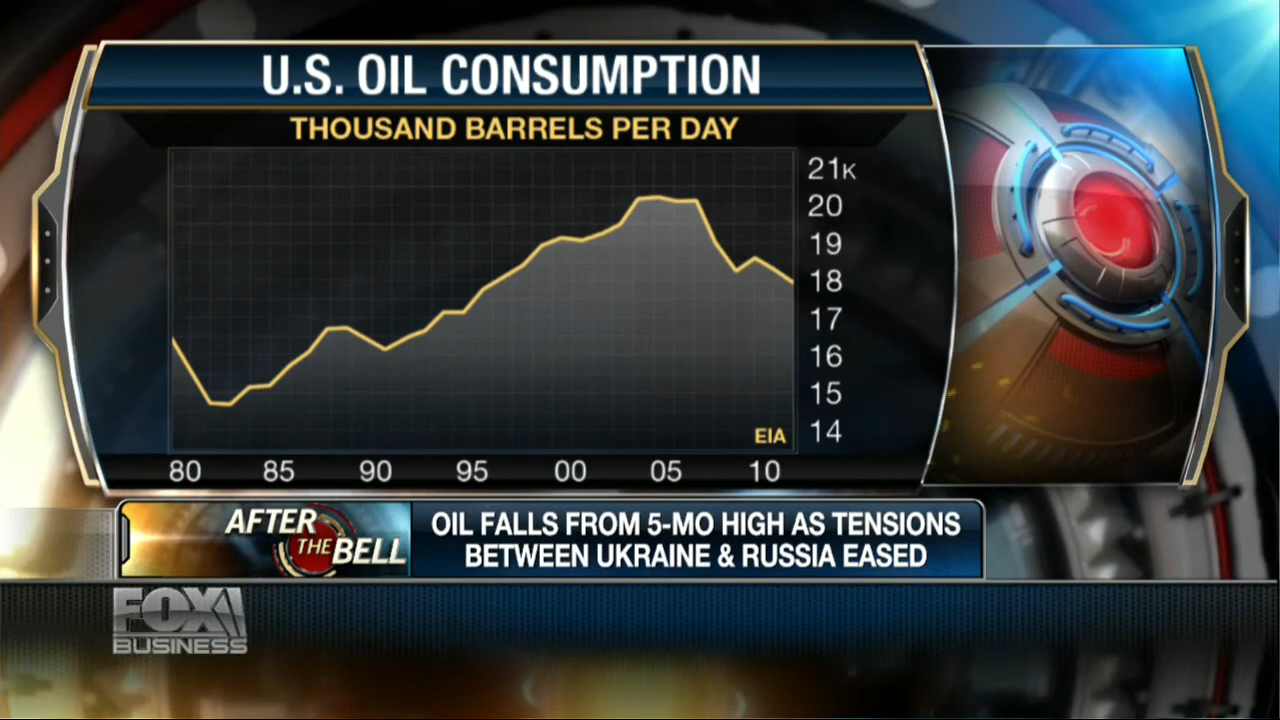 U.S. OIL CONSUMPTION
THOUSAND BARRELS PER DAY
21K
20
19
18
17
16
15
14
EIA
80 85 90 95 00 05 10
AFTER THE BELL
OIL FALLS FROM 5-MO HIGH AS TENSIONS
BETWEEN UKRAINE & RUSSIA EASED
FOX
BUSINESS